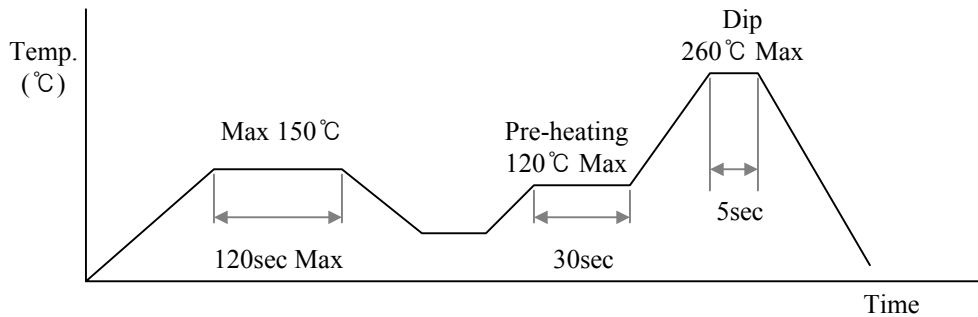 Temp.
(℃)
Dip
260℃ Max
Max 150℃
Pre-heating
120℃ Max
120sec Max
30sec
5sec
Time